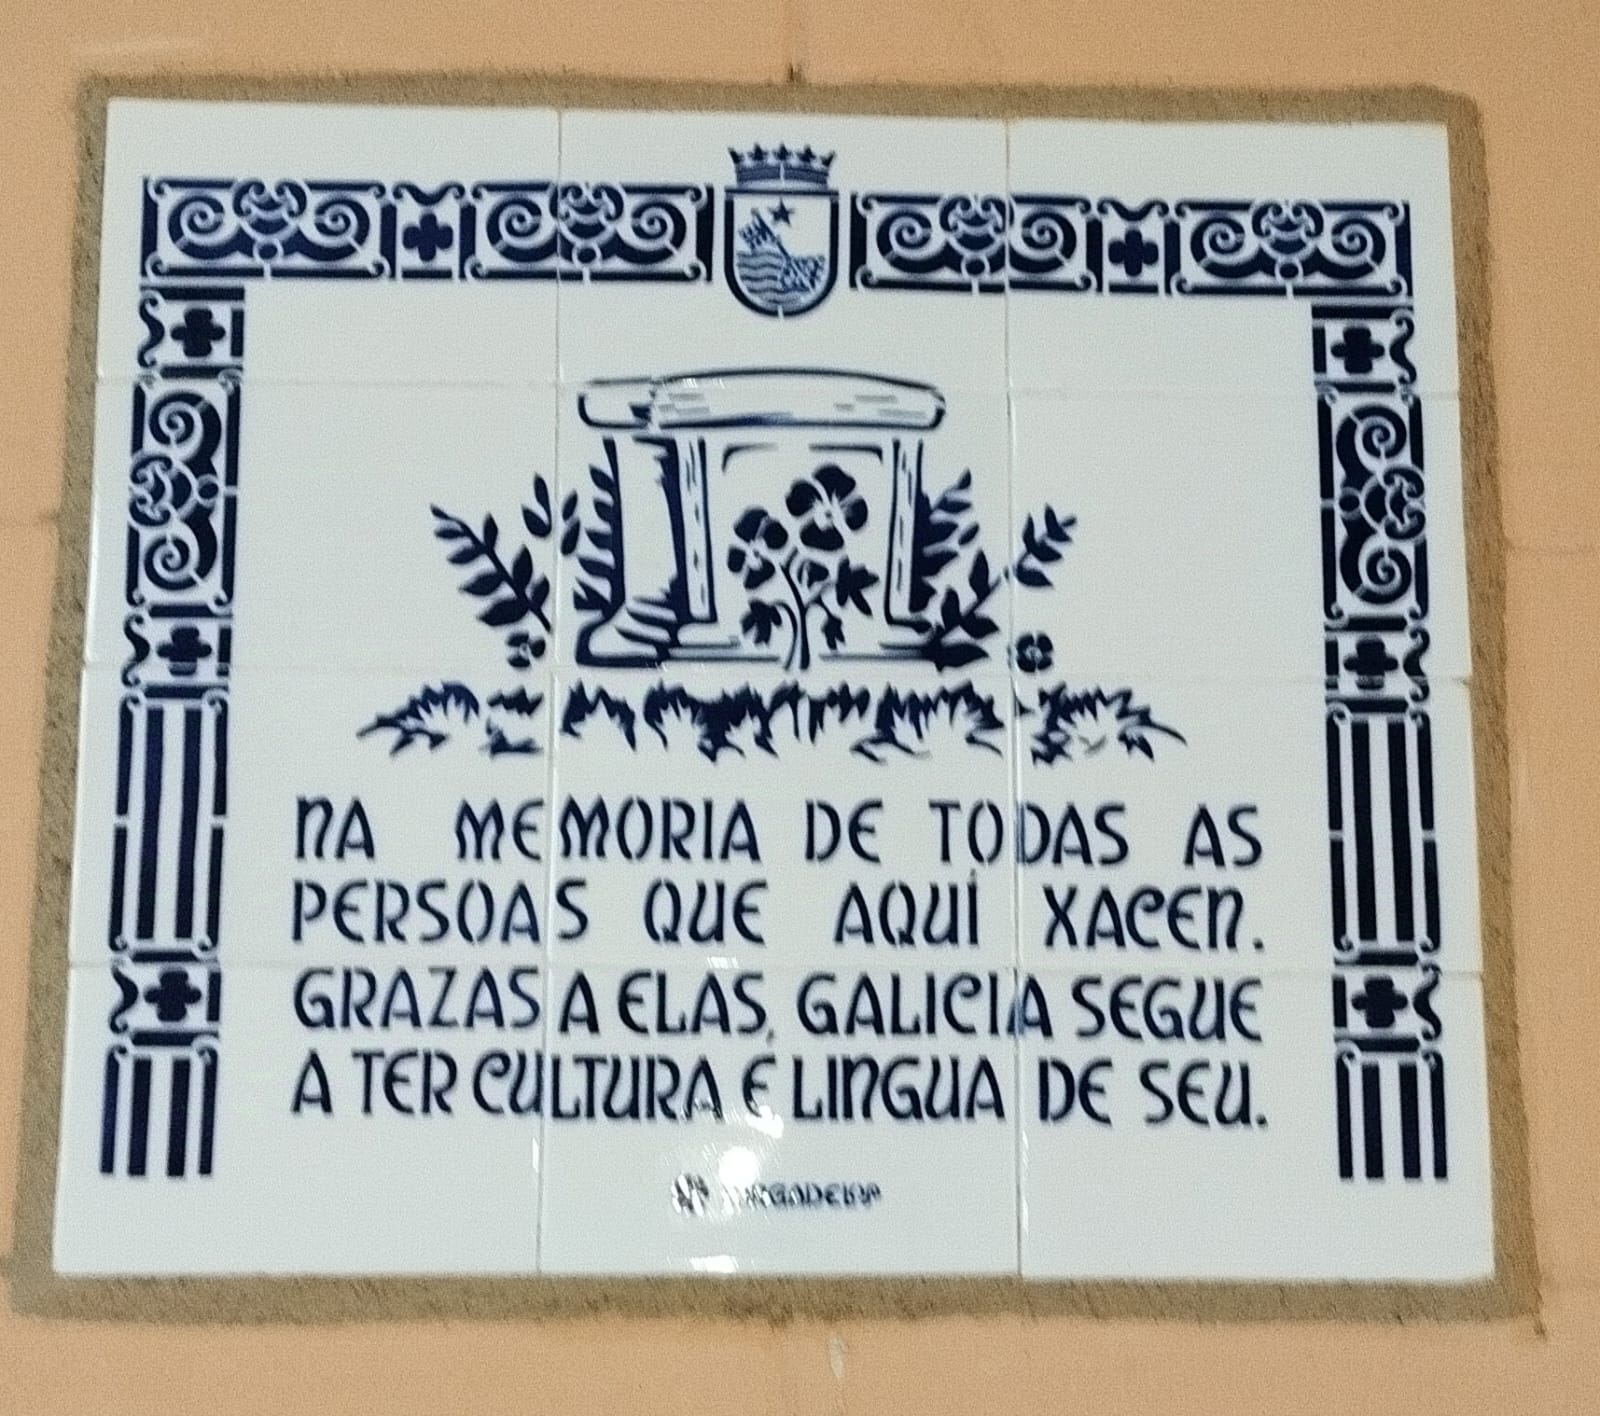 NA MEMORIA DE TODAS AS
PERSOAS QUE AQUÍ XACEN.
GRAZAS A ELAS, GALICIA SEGUE
A TER CULTURA E LINGUA DE SEU.